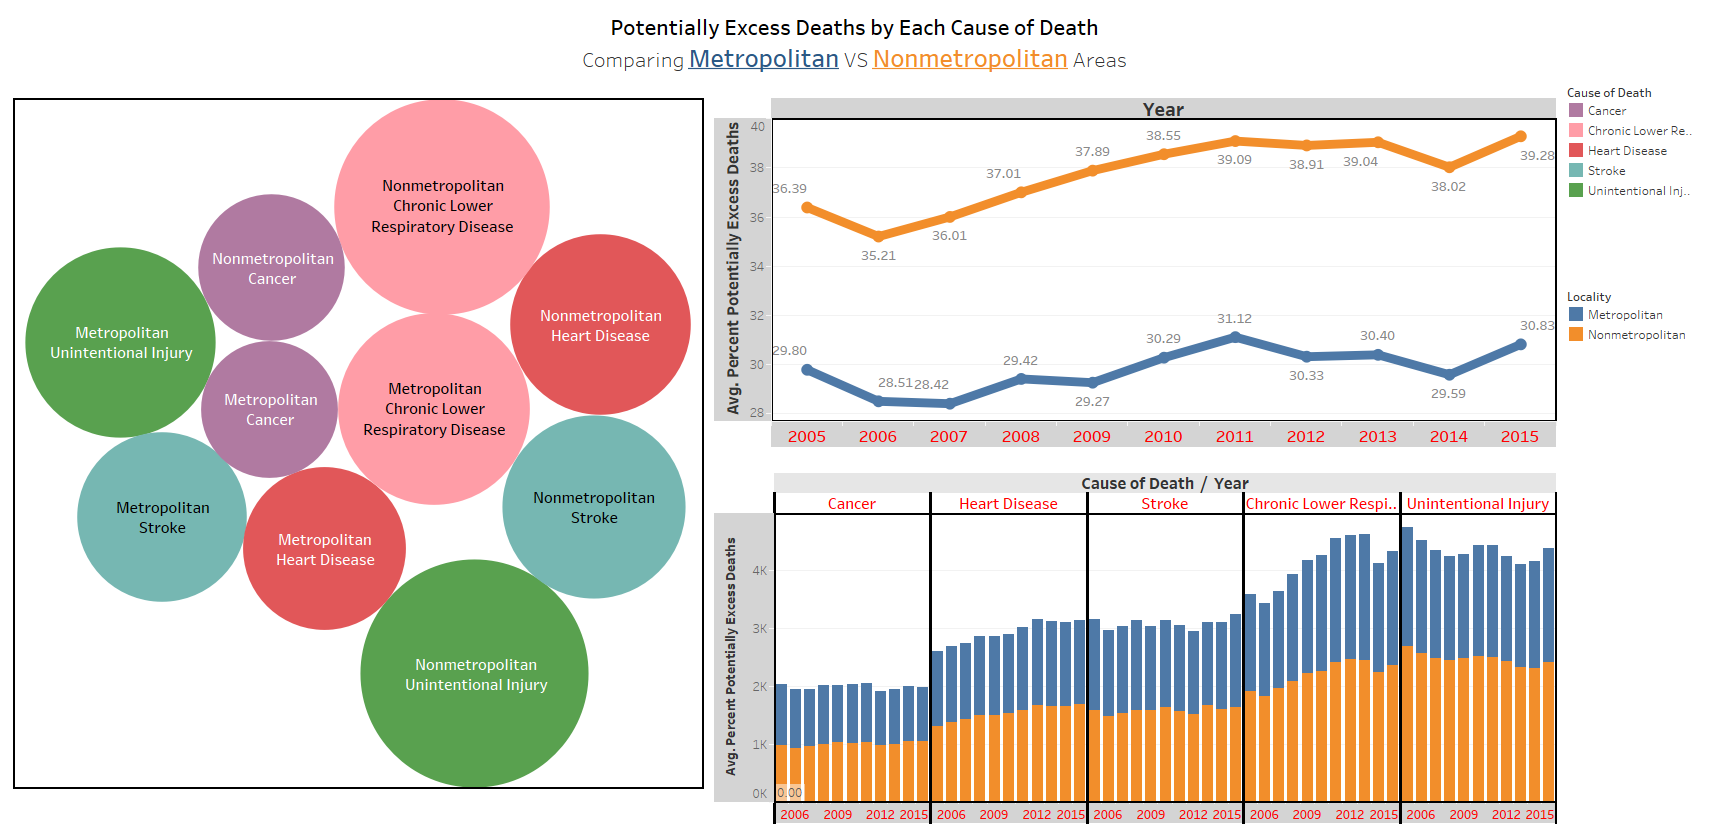 Potentially Excess Deaths by Each Cause of Death
Comparing Metropolitan VS Nonmetropolitan Areas
Nonmetropolitan
Chronic Lower
Respiratory Disease
Nonmetropolitan
Cancer
Metropolitan
Unintentional Injury
Nonmetropolitan
Heart Disease
Metropolitan
Cancer
Metropolitan
Chronic Lower
Respiratory Disease
Metropolitan
Stroke
Nonmetropolitan
Stroke
Metropolitan
Heart Disease
Nonmetropolitan
Unintentional Injury
Year
Avg. Percent Potentially Excess Deaths
40
38
36
34
32
30
28
36.39
35.21
36.01
37.01
37.89
38.55
39.09
38.91
39.04
38.02
39.28
29.80
28.51
28.42
29.42
29.27
30.29
31.12
30.33
30.40
29.59
30.83
2005 2006 2007 2008 2009 2010 2011 2012 2013 2014 2015
Cause of Death / Year
Cancer Heart Disease Stroke Chronic Lower Respi.. Unintentional Injury
Avg. Percent Potentially Excess Deaths
4K
3K
2K
1K
0K
0.00
2006 2009 2012 2015 2006 2009 2012 2015 2006 2009 2012 2015 2006 2009 2012 2015 2006 2009 2012 2015
Cause of Death
Cancer
Chronic Lower Re..
Heart Disease
Stroke
Unintentional Inj..
Locality
Metropolitan
Nonmetropolitan